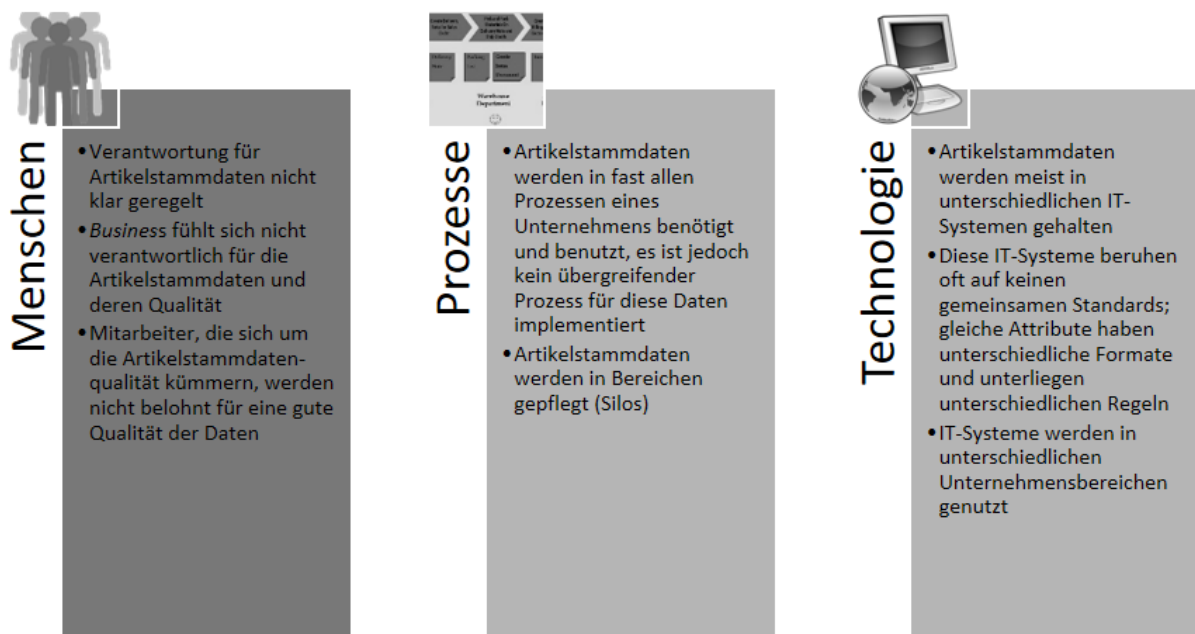 Menschen
•Verantwortung für
Artikelstammdaten nicht
klar geregelt
•Business fühlt sich nicht
verantwortlich für die
Artikelstammdaten und
deren Qualität
•Mitarbeiter, die sich um
die Artikelstammdaten-
qualität kümmern, werden
nicht belohnt für eine gute
Qualität der Daten
Warehouse
Department
Prozesse
•Artikelstammdaten
werden in fast allen
Prozessen eines
Unternehmens benötigt
und benutzt, es ist jedoch
kein übergreifender
Prozess für diese Daten
implementiert
•Artikelstammdaten
werden in Bereichen
gepflegt (Silos)
Technologie
•Artikelstammdaten
werden meist in
unterschiedlichen IT-
Systemen gehalten
•Diese IT-Systeme beruhen
oft auf keinen
gemeinsamen Standards;
gleiche Attribute haben
unterschiedliche Formate
und unterliegen
unterschiedlichen Regeln
•IT-Systeme werden in
unterschiedlichen
Unternehmensbereichen
genutzt